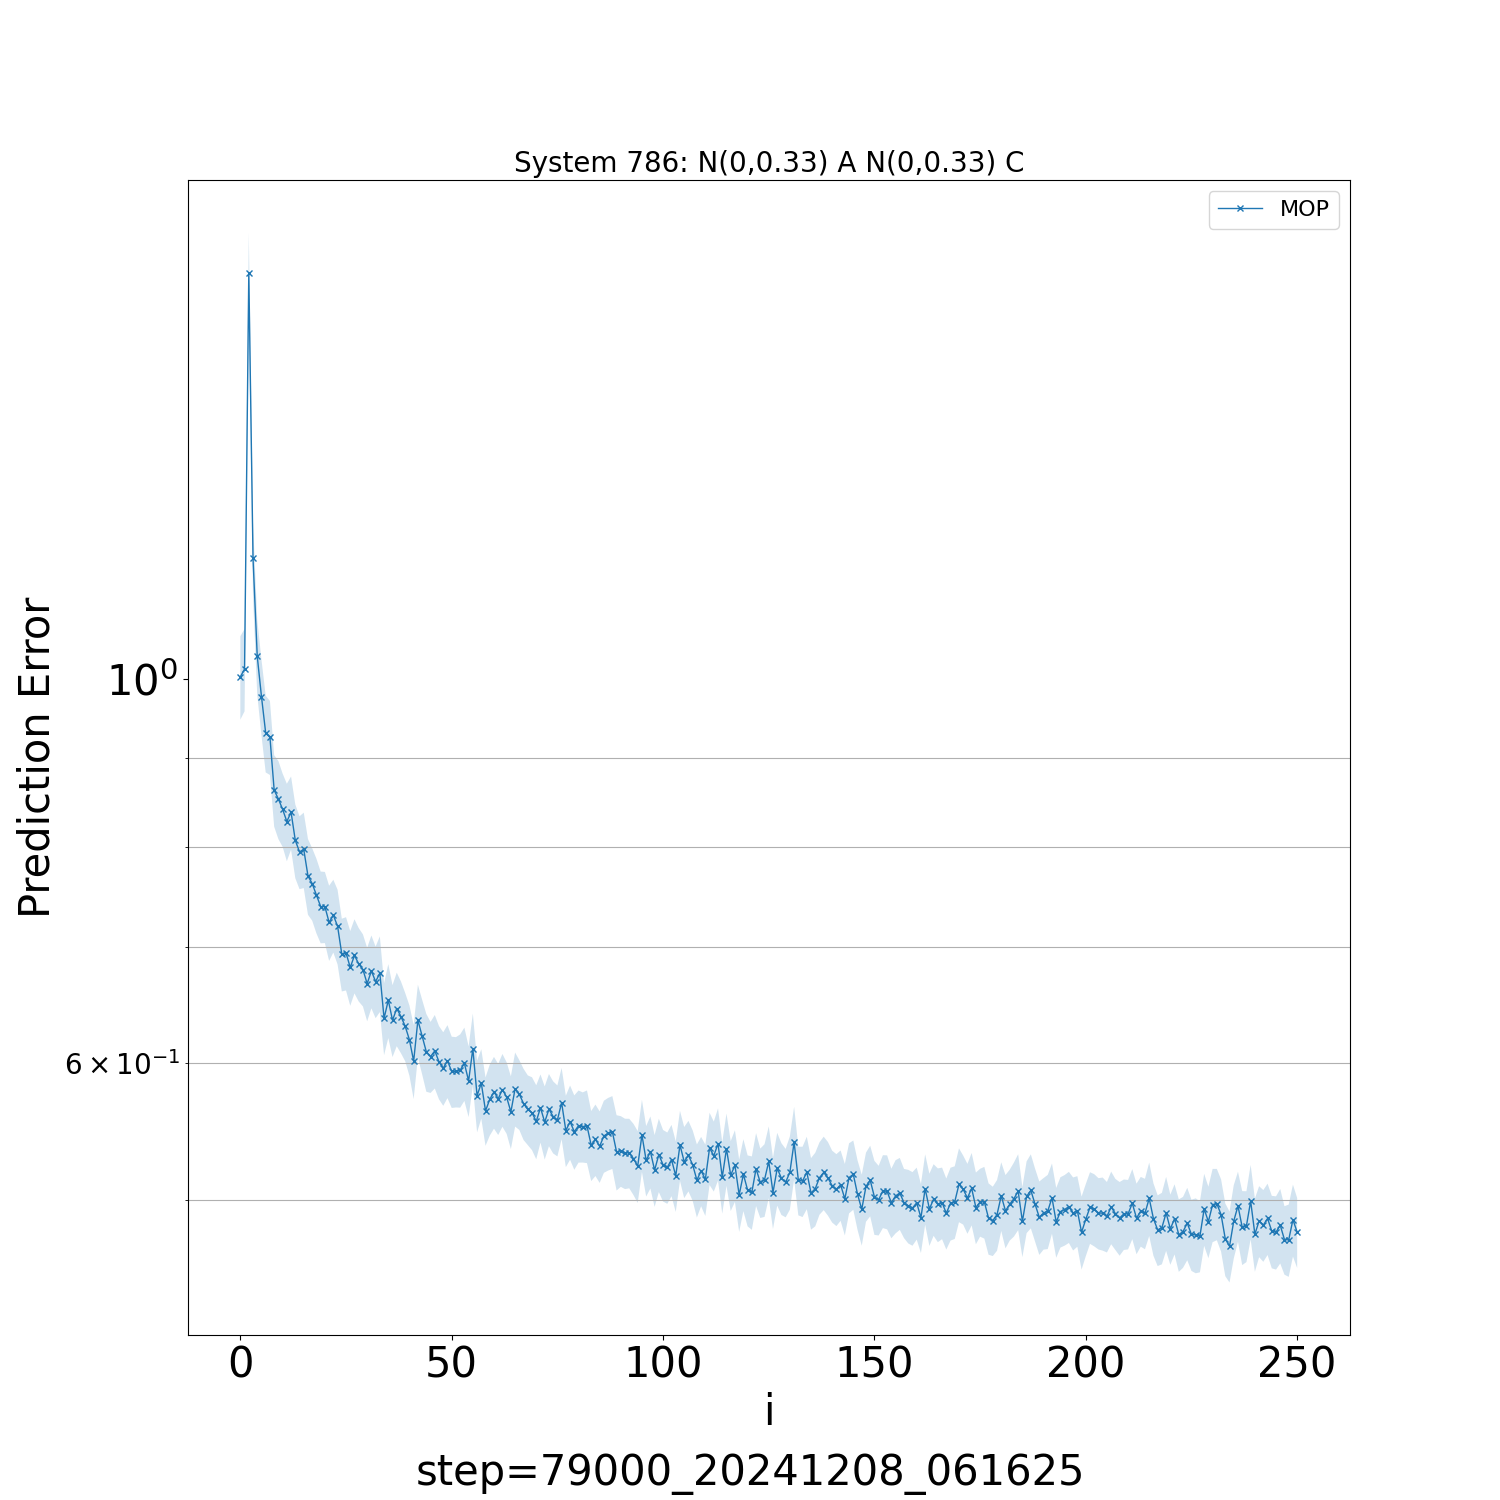 System 786: N(0,0.33) A N(0,0.33) C
MOP
Prediction Error
10⁰
6 × 10⁻¹
0 50 100 150 200 250
i
step=79000_20241208_061625